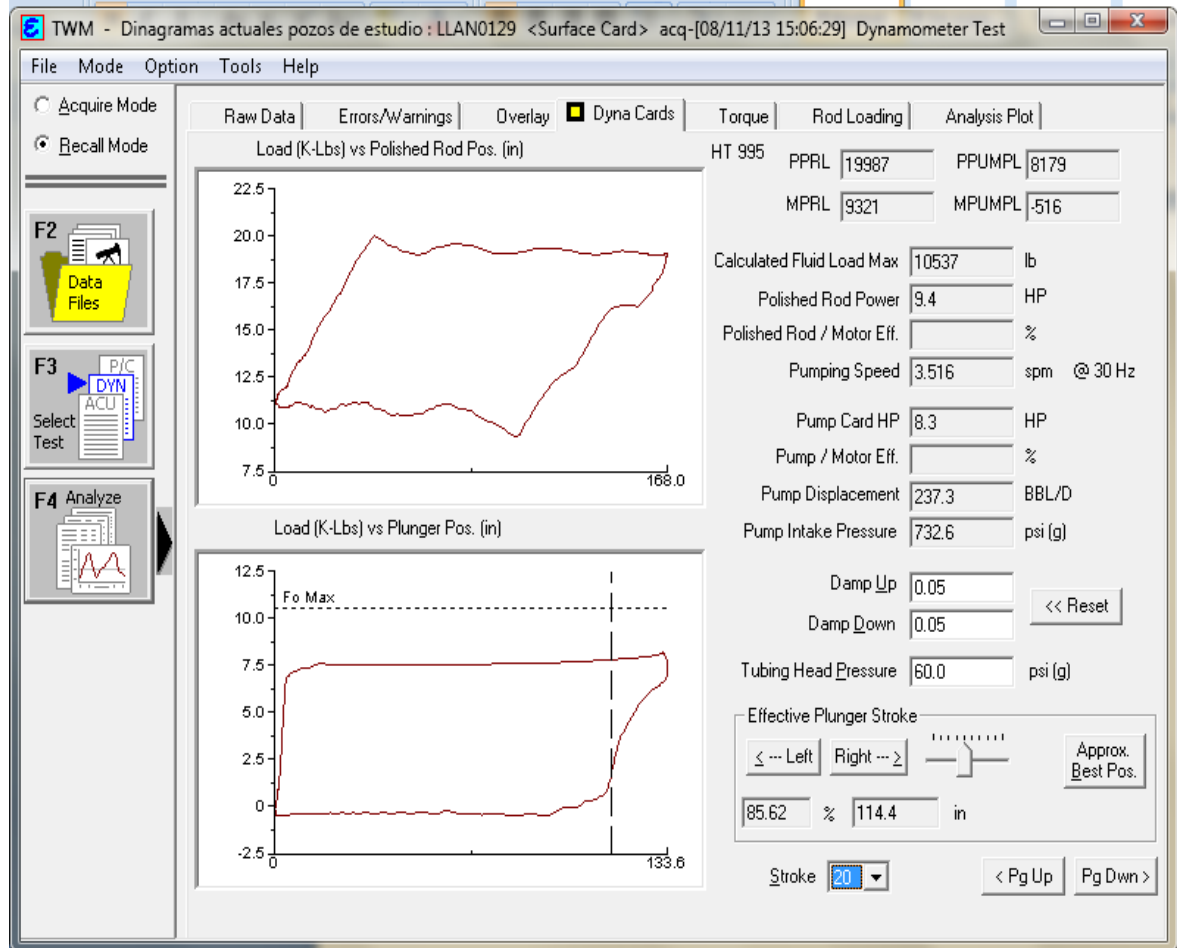 TWM - Dinagramas actuales pozos de estudio : LLAN0129 <Surface Card> acq-[08/11/13 15:06:29] Dynamometer Test
File Mode Option Tools Help
Acquire Mode
Recall Mode
F2
Data
Files
F3
P/C
DYN
ACU
Select
Test
F4 Analyze
Raw Data
Errors/Warnings
Overlay
Dyna Cards
Torque
Rod Loading
Analysis Plot
Load (K-Lbs) vs Polished Rod Pos. (in)
22.5
20.0
17.5
15.0
12.5
10.0
7.5
0
168.0
Load (K-Lbs) vs Plunger Pos. (in)
12.5
Fo Max
10.0
7.5
5.0
2.5
0
-2.5
0
133.6
HT 995
PPRL 19987
PPUMPL 8179
MPRL 9321
MPUMPL -516
Calculated Fluid Load Max 10537 lb
Polished Rod Power 9.4 HP
Polished Rod / Motor Eff. %
Pumping Speed 3.516 spm @ 30 Hz
Pump Card HP 8.3 HP
Pump / Motor Eff. %
Pump Displacement 237.3 BBL/D
Pump Intake Pressure 732.6 psi (g)
Damp Up 0.05
Damp Down 0.05
<< Reset
Tubing Head Pressure 60.0 psi (g)
Effective Plunger Stroke
< --- Left
Right --- >
Approx.
Best Pos.
85.62 % 114.4 in
Stroke 20
< Pg Up
Pg Dwn >